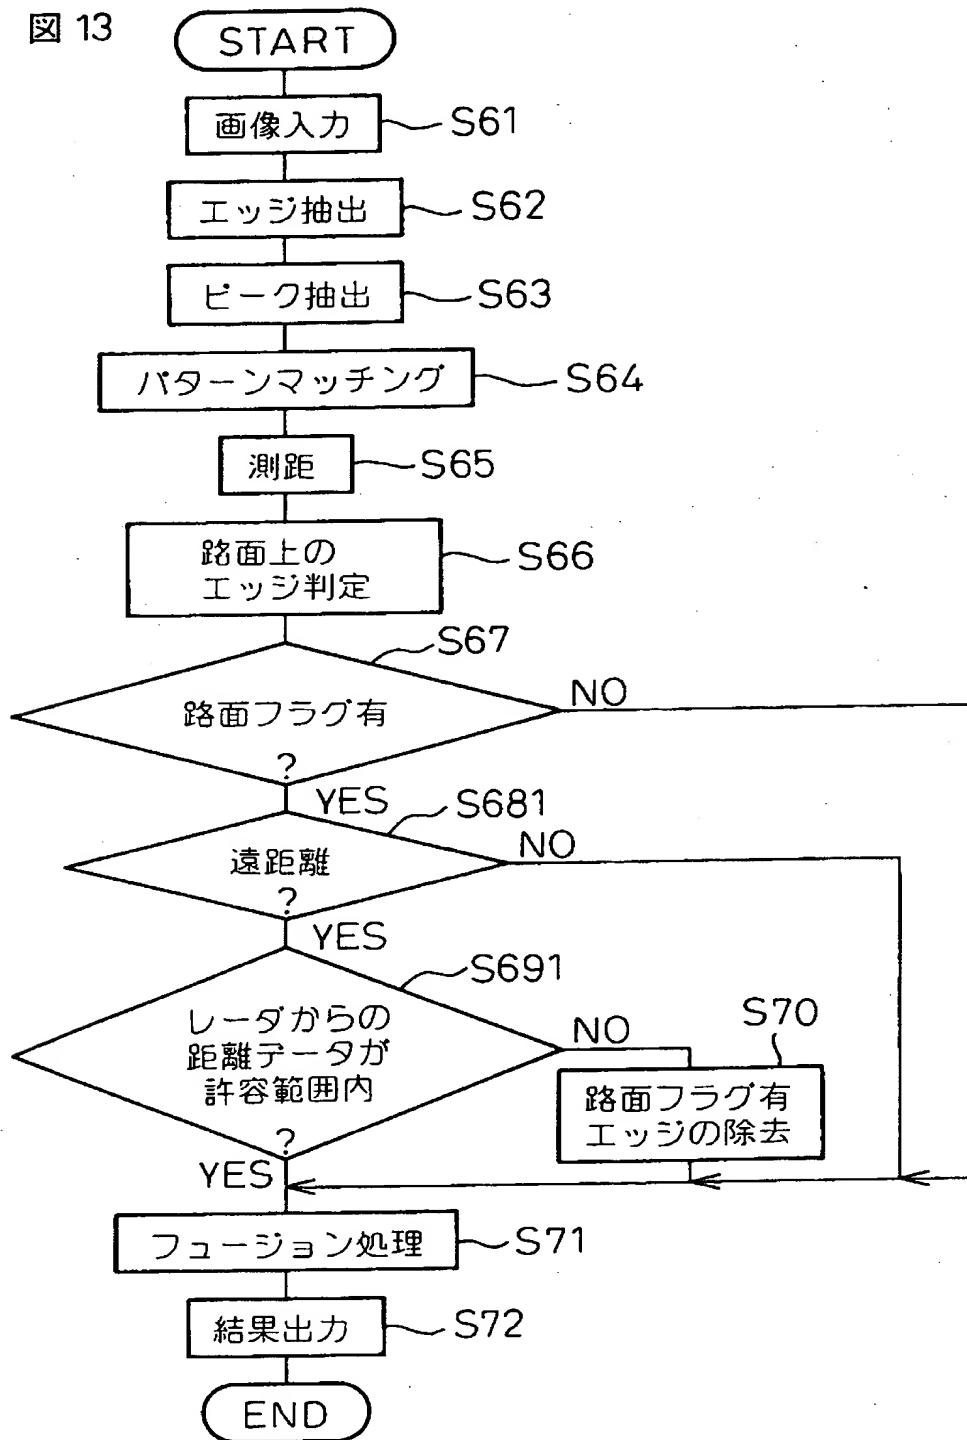 図 13
START
画像入力
S61
エッジ抽出
S62
ピーク抽出
S63
パターンマッチング
S64
測距
S65
路面上の
エッジ判定
S66
S67
路面フラグ有
?
NO
YES
S681
遠距離
?
NO
YES
S691
レーダからの
距離データが
許容範囲内
?
NO
S70
路面フラグ有
エッジの除去
YES
フュージョン処理
S71
結果出力
S72
END